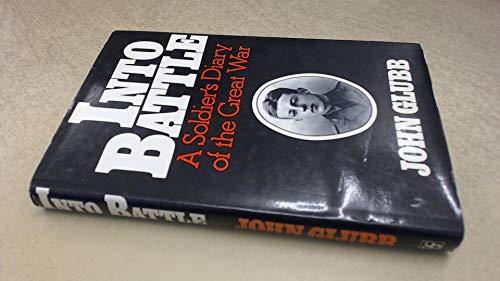 INTO
BATTLE
A Soldier's Diary
of the Great War
JOHN GLUBB
INTO BATTLE
JOHN GLUBB